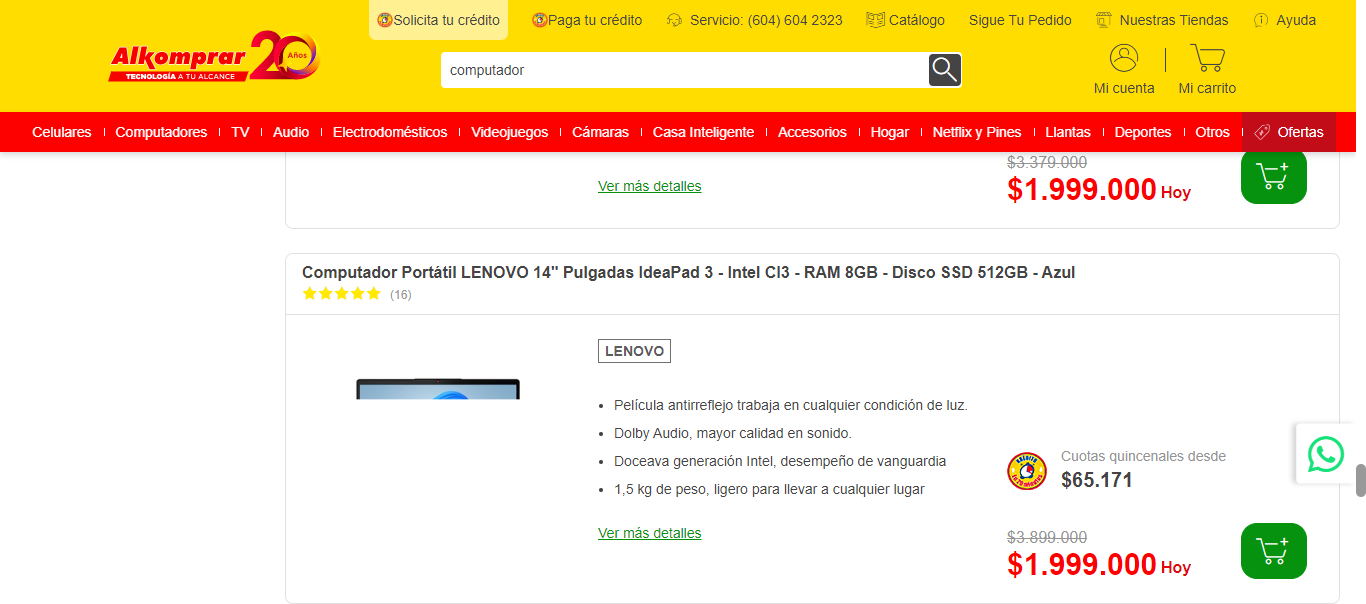 Solicita tu crédito
Paga tu crédito
Servicio: (604) 604 2323
Catálogo
Sigue Tu Pedido
Nuestras Tiendas
Ayuda
Alkomprar 20 Años
TECNOLOGÍA A TU ALCANCE
computador
Mi cuenta
Mi carrito
Celulares
Computadores
TV
Audio
Electrodomésticos
Videojuegos
Cámaras
Casa Inteligente
Accesorios
Hogar
Netflix y Pines
Llantas
Deportes
Otros
Ofertas
$3.379.000
Ver más detalles
$1.999.000 Hoy
Computador Portátil LENOVO 14" Pulgadas IdeaPad 3 - Intel CI3 - RAM 8GB - Disco SSD 512GB - Azul
(16)
LENOVO
• Película antirreflejo trabaja en cualquier condición de luz.
• Dolby Audio, mayor calidad en sonido.
• Doceava generación Intel, desempeño de vanguardia
• 1,5 kg de peso, ligero para llevar a cualquier lugar
Ver más detalles
Cuotas quincenales desde
$65.171
$3.899.000
$1.999.000 Hoy